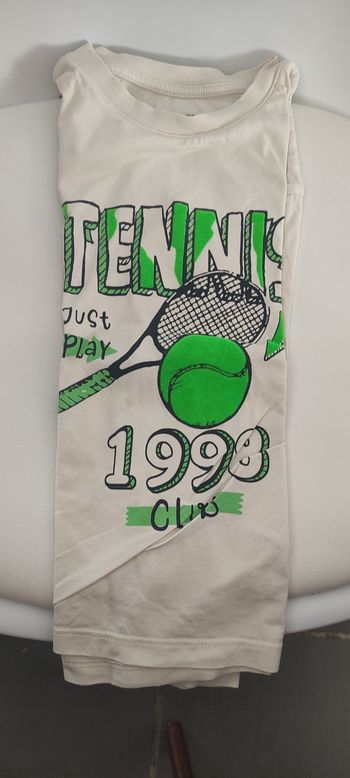 TENNIS
Just
Play
1998
Club